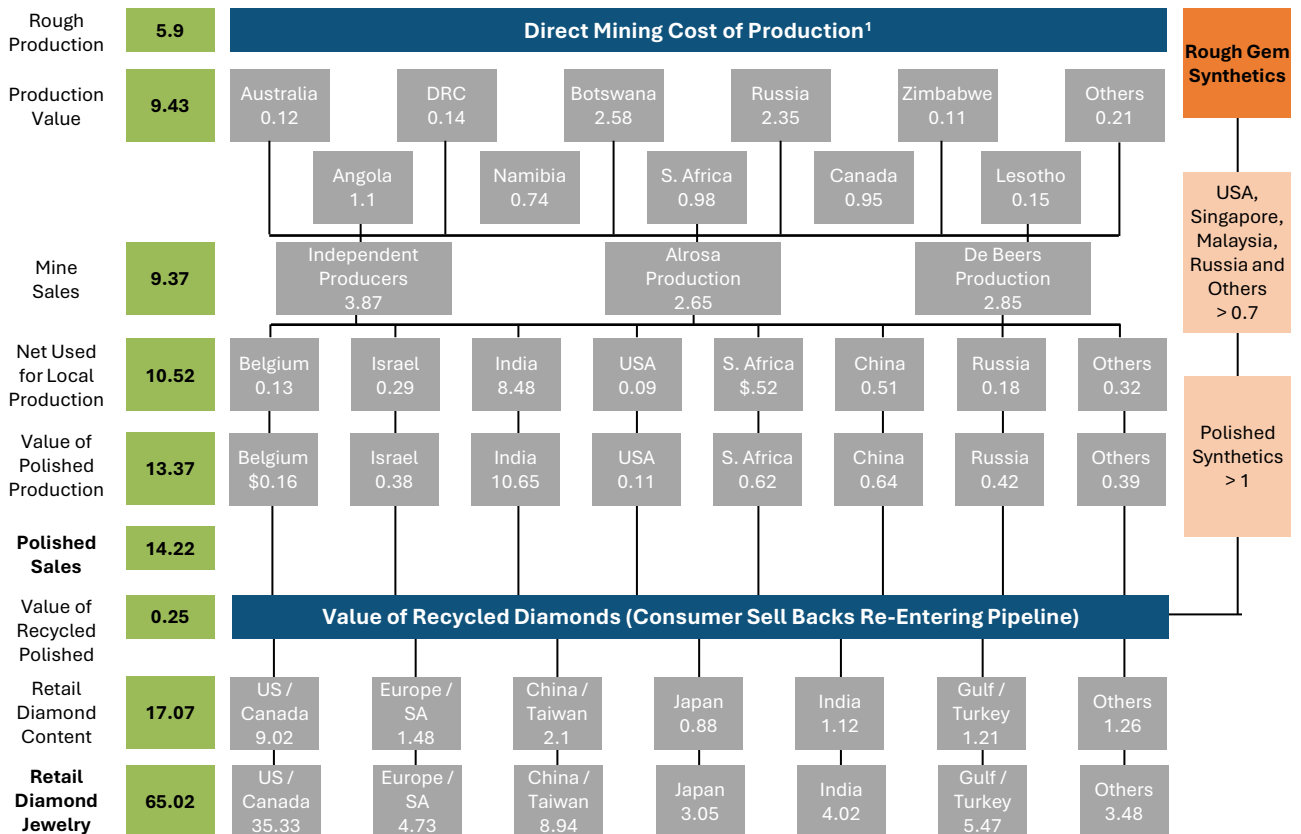 Rough
Production
5.9
Direct Mining Cost of Production¹
Rough Gem
Synthetics
Production
Value
9.43
Australia
0.12
DRC
0.14
Botswana
2.58
Russia
2.35
Zimbabwe
0.11
Others
0.21
Angola
1.1
Namibia
0.74
S. Africa
0.98
Canada
0.95
Lesotho
0.15
USA,
Singapore,
Malaysia,
Russia and
Others
> 0.7
Mine
Sales
9.37
Independent
Producers
3.87
Alrosa
Production
2.65
De Beers
Production
2.85
Net Used
for Local
Production
10.52
Belgium
0.13
Israel
0.29
India
8.48
USA
0.09
S. Africa
$.52
China
0.51
Russia
0.18
Others
0.32
Polished
Synthetics
> 1
Value of
Polished
Production
13.37
Belgium
$0.16
Israel
0.38
India
10.65
USA
0.11
S. Africa
0.62
China
0.64
Russia
0.42
Others
0.39
Polished
Sales
14.22
Value of
Recycled
Polished
0.25
Value of Recycled Diamonds (Consumer Sell Backs Re-Entering Pipeline)
Retail
Diamond
Content
17.07
US /
Canada
9.02
Europe /
SA
1.48
China /
Taiwan
2.1
Japan
0.88
India
1.12
Gulf /
Turkey
1.21
Others
1.26
Retail
Diamond
Jewelry
65.02
US /
Canada
35.33
Europe /
SA
4.73
China /
Taiwan
8.94
Japan
3.05
India
4.02
Gulf /
Turkey
5.47
Others
3.48